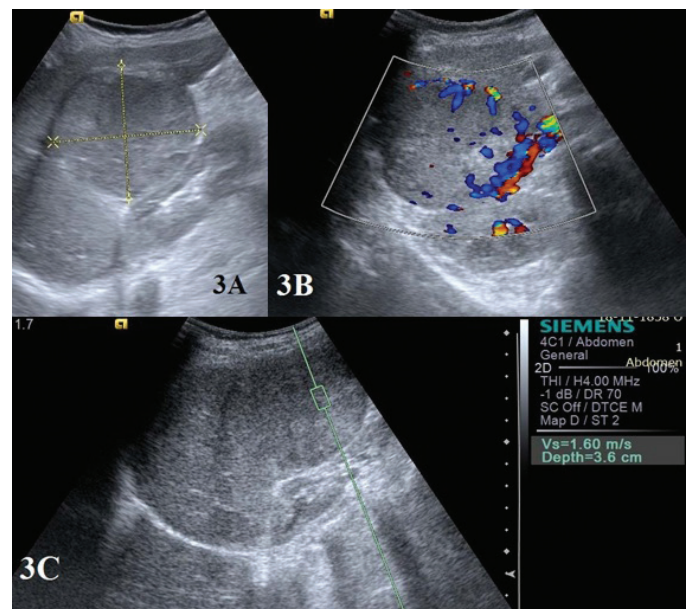 3A
3B
1.7
3C
SIEMENS
4C1 / Abdomen
General
1
Abdomen
2D 100%
THI / H4.00 MHz
-1 dB / DR 70
SC Off / DTCE M
Map D / ST 2
Vs=1.60 m/s
Depth=3.6 cm